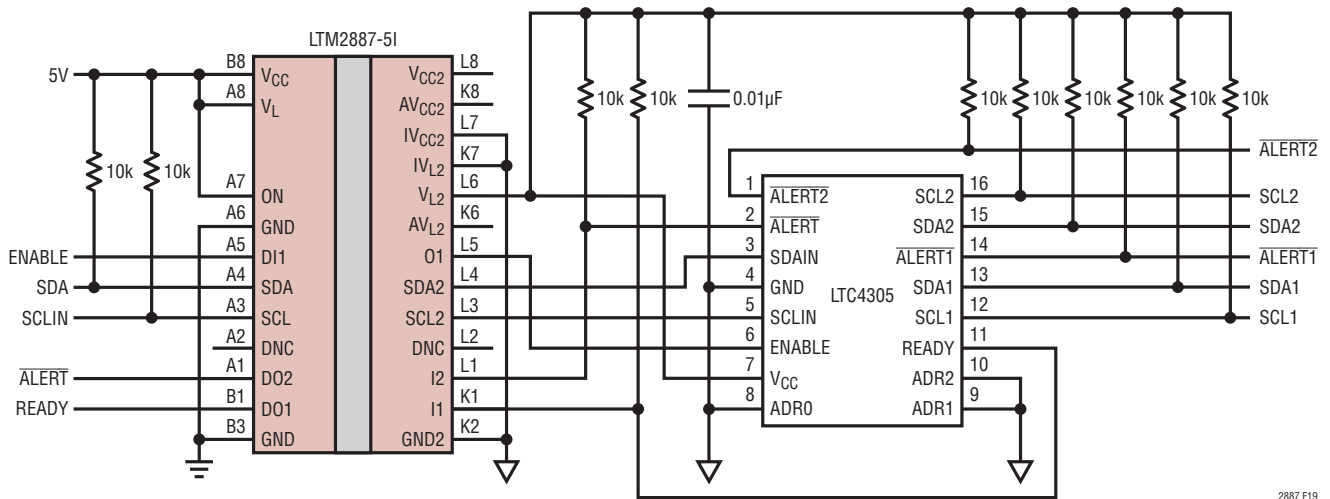 LTM2887-5I
5V
B8
VCC
A8
VL
A7
ON
A6
GND
ENABLE
A5
DI1
SDA
A4
SDA
SCLIN
A3
SCL
A2
DNC
ALERT
A1
DO2
READY
B1
DO1
B3
GND
10k
10k
VCC2
L8
AVCC2
K8
IVCC2
L7
IVL2
K7
VL2
L6
AVL2
K6
O1
L5
SDA2
L4
SCL2
L3
DNC
L2
I2
L1
I1
K1
GND2
K2
10k
10k
0.01µF
10k
10k
10k
10k
10k
10k
LTC4305
1
ALERT2
2
ALERT
3
SDAIN
4
GND
5
SCLIN
6
ENABLE
7
VCC
8
ADR0
SCL2
16
SDA2
15
ALERT1
14
SDA1
13
SCL1
12
READY
11
ADR2
10
ADR1
9
ALERT2
SCL2
SDA2
ALERT1
SDA1
SCL1
2887 F19